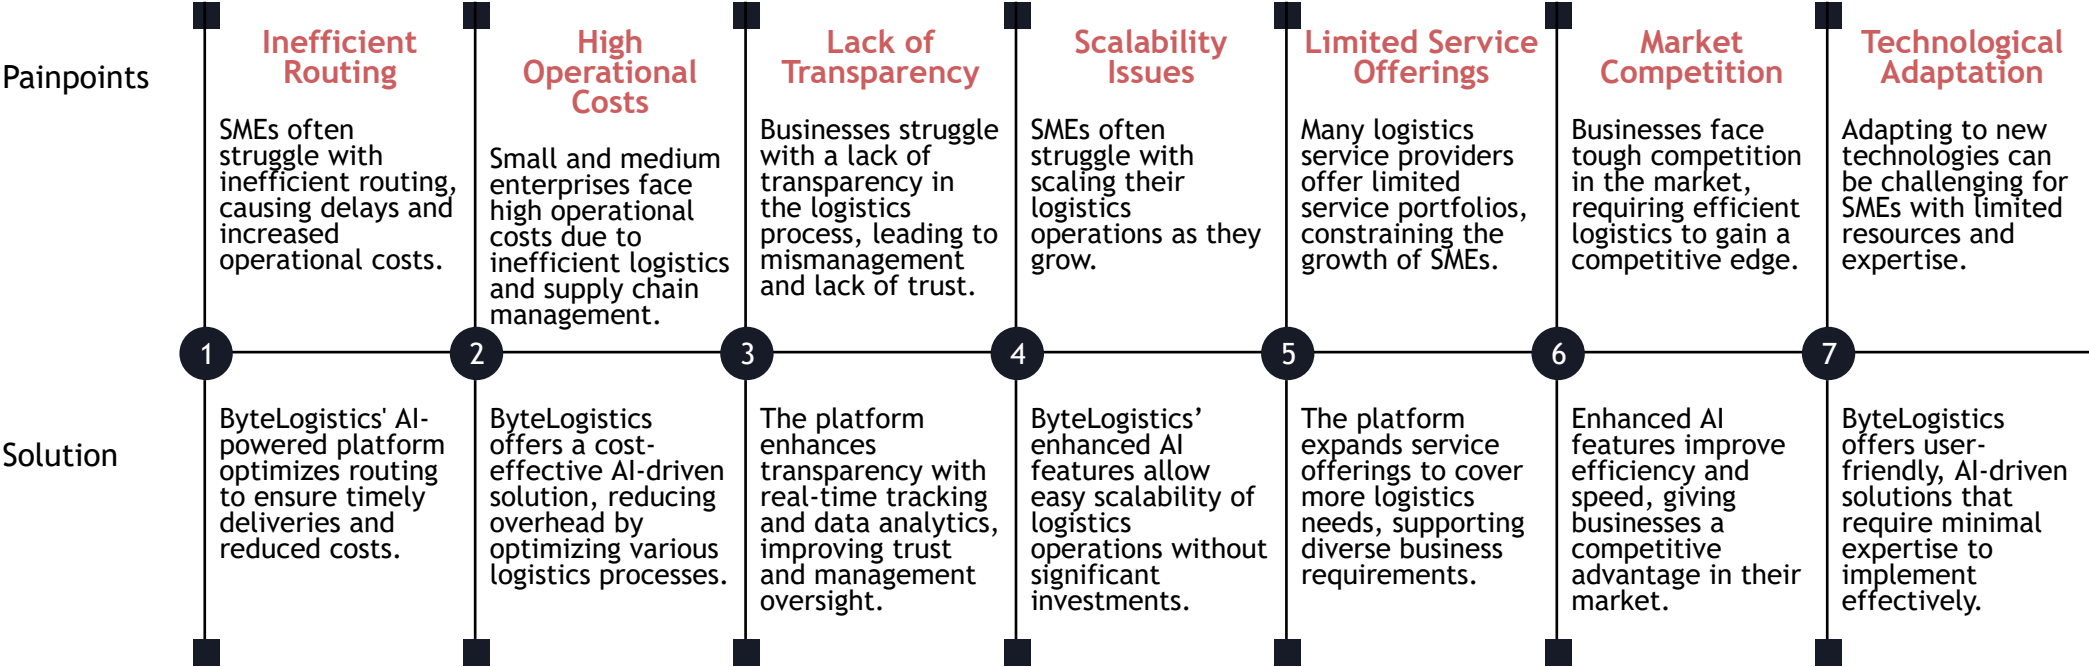 Painpoints
Inefficient
Routing
SMEs often
struggle with
inefficient routing,
causing delays and
increased
operational costs.
High
Operational
Costs
Small and medium
enterprises face
high operational
costs due to
inefficient logistics
and supply chain
management.
Lack of
Transparency
Businesses struggle
with a lack of
transparency in
the logistics
process, leading to
mismanagement
and lack of trust.
Scalability
Issues
SMEs often
struggle with
scaling their
logistics
operations as they
grow.
Limited Service
Offerings
Many logistics
service providers
offer limited
service portfolios,
constraining the
growth of SMEs.
Market
Competition
Businesses face
tough competition
in the market,
requiring efficient
logistics to gain a
competitive edge.
Technological
Adaptation
Adapting to new
technologies can
be challenging for
SMEs with limited
resources and
expertise.
1
2
3
4
5
6
7
Solution
ByteLogistics' AI-
powered platform
optimizes routing
to ensure timely
deliveries and
reduced costs.
ByteLogistics
offers a cost-
effective AI-driven
solution, reducing
overhead by
optimizing various
logistics processes.
The platform
enhances
transparency with
real-time tracking
and data analytics,
improving trust
and management
oversight.
ByteLogistics’
enhanced AI
features allow
easy scalability of
logistics
operations without
significant
investments.
The platform
expands service
offerings to cover
more logistics
needs, supporting
diverse business
requirements.
Enhanced AI
features improve
efficiency and
speed, giving
businesses a
competitive
advantage in their
market.
ByteLogistics
offers user-
friendly, AI-driven
solutions that
require minimal
expertise to
implement
effectively.